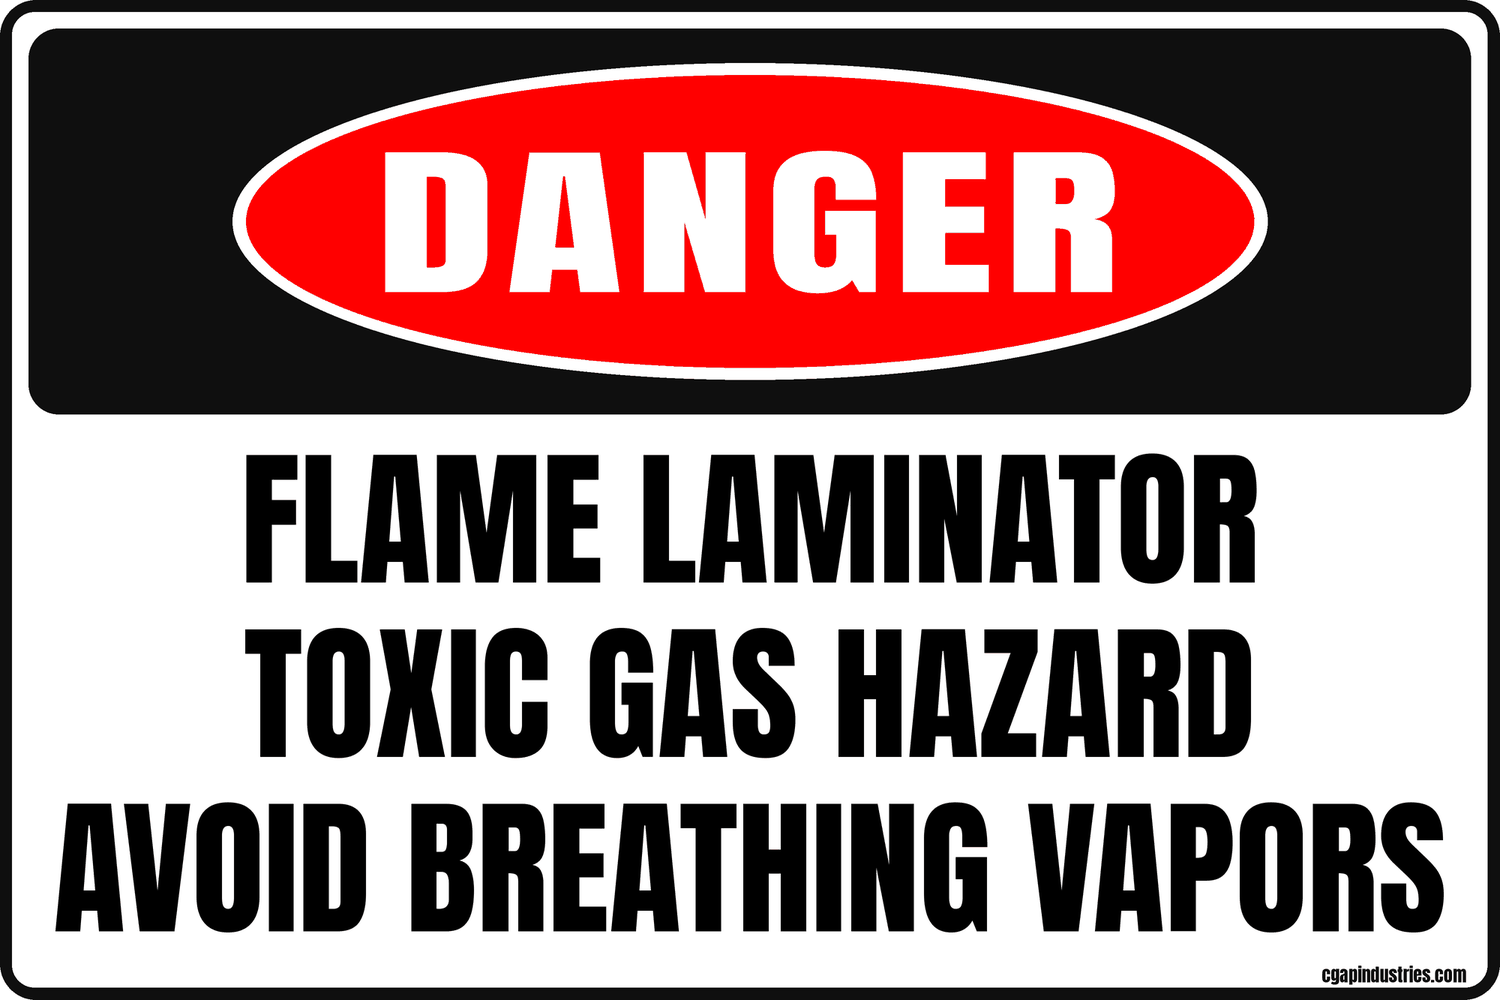 DANGER
FLAME LAMINATOR
TOXIC GAS HAZARD
AVOID BREATHING VAPORS
cgapindustries.com